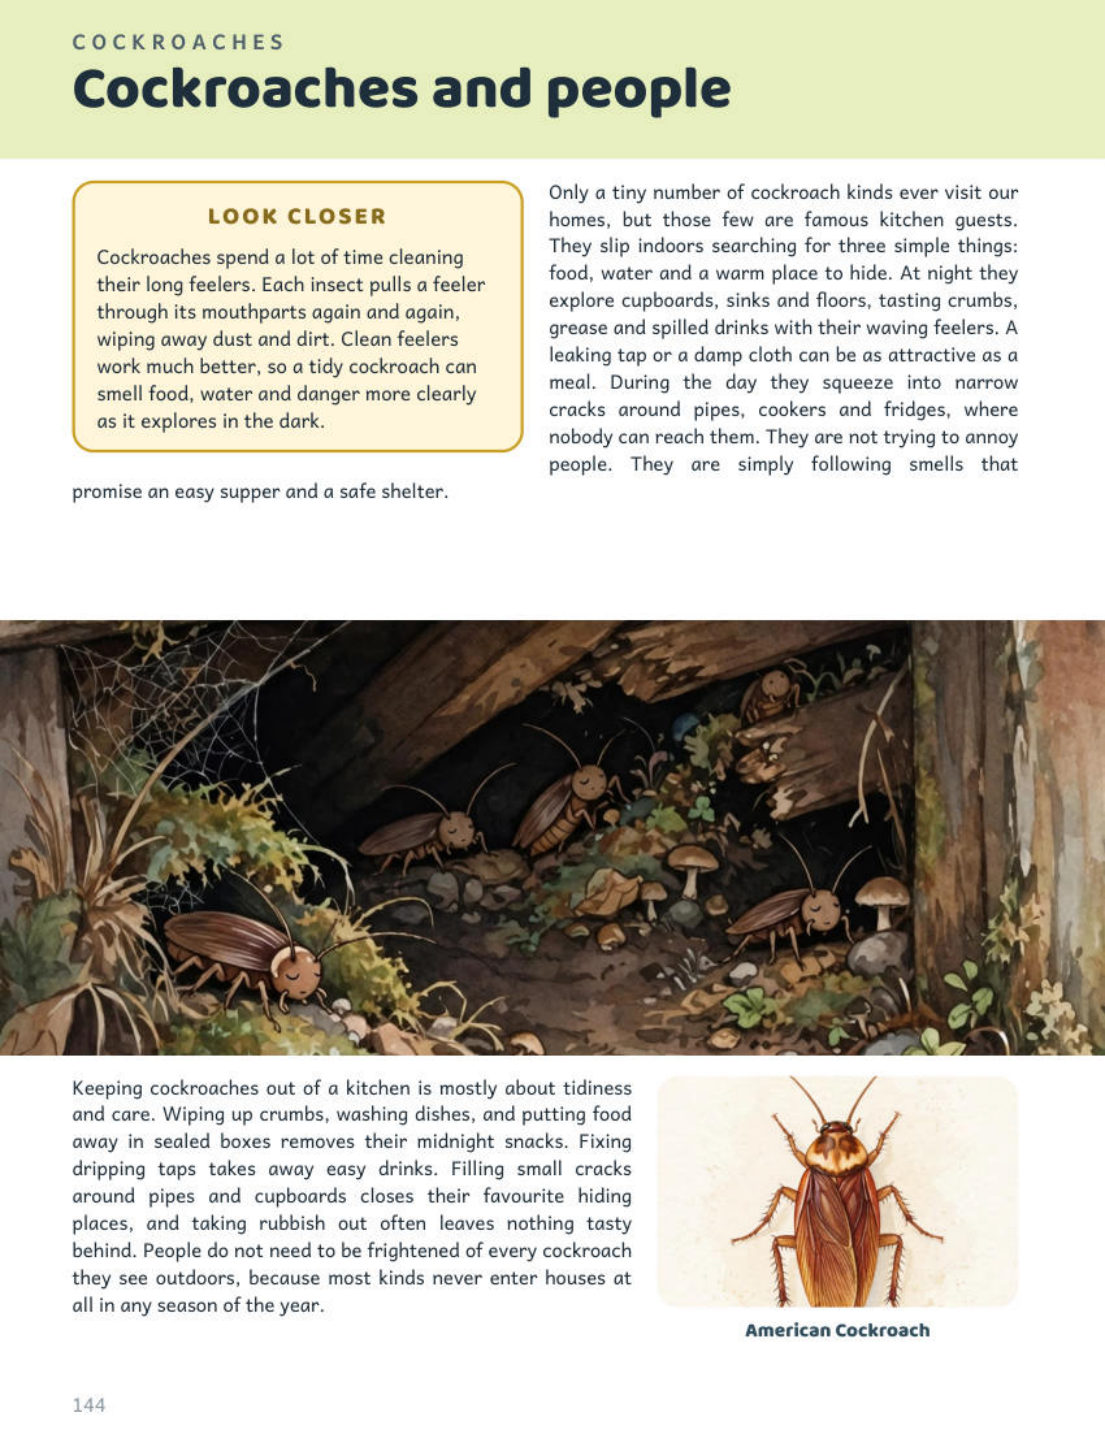 COCKROACHES
Cockroaches and people
LOOK CLOSER
Cockroaches spend a lot of time cleaning
their long feelers. Each insect pulls a feeler
through its mouthparts again and again,
wiping away dust and dirt. Clean feelers
work much better, so a tidy cockroach can
smell food, water and danger more clearly
as it explores in the dark.
Only a tiny number of cockroach kinds ever visit our
homes, but those few are famous kitchen guests.
They slip indoors searching for three simple things:
food, water and a warm place to hide. At night they
explore cupboards, sinks and floors, tasting crumbs,
grease and spilled drinks with their waving feelers. A
leaking tap or a damp cloth can be as attractive as a
meal. During the day they squeeze into narrow
cracks around pipes, cookers and fridges, where
nobody can reach them. They are not trying to annoy
people. They are simply following smells that
promise an easy supper and a safe shelter.
Keeping cockroaches out of a kitchen is mostly about tidiness
and care. Wiping up crumbs, washing dishes, and putting food
away in sealed boxes removes their midnight snacks. Fixing
dripping taps takes away easy drinks. Filling small cracks
around pipes and cupboards closes their favourite hiding
places, and taking rubbish out often leaves nothing tasty
behind. People do not need to be frightened of every cockroach
they see outdoors, because most kinds never enter houses at
all in any season of the year.
American Cockroach
144